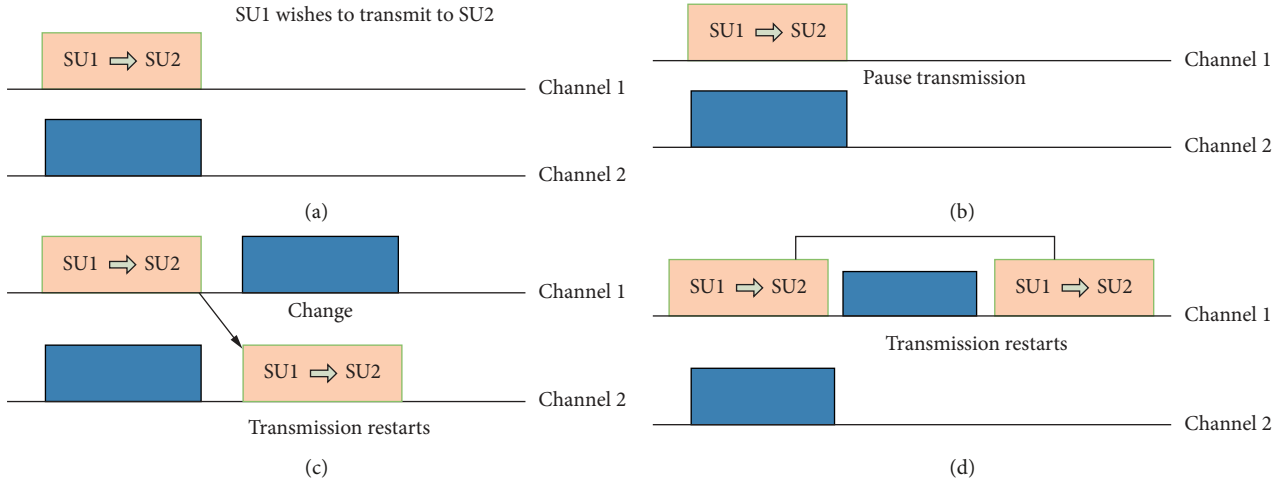 SU1 wishes to transmit to SU2
SU1 SU2
Channel 1
Channel 2
(a)
SU1 SU2
Channel 1
Pause transmission
Channel 2
(b)
SU1 SU2
Channel 1
Change
SU1 SU2
Channel 2
Transmission restarts
(c)
SU1 SU2
SU1 SU2
Channel 1
Transmission restarts
Channel 2
(d)